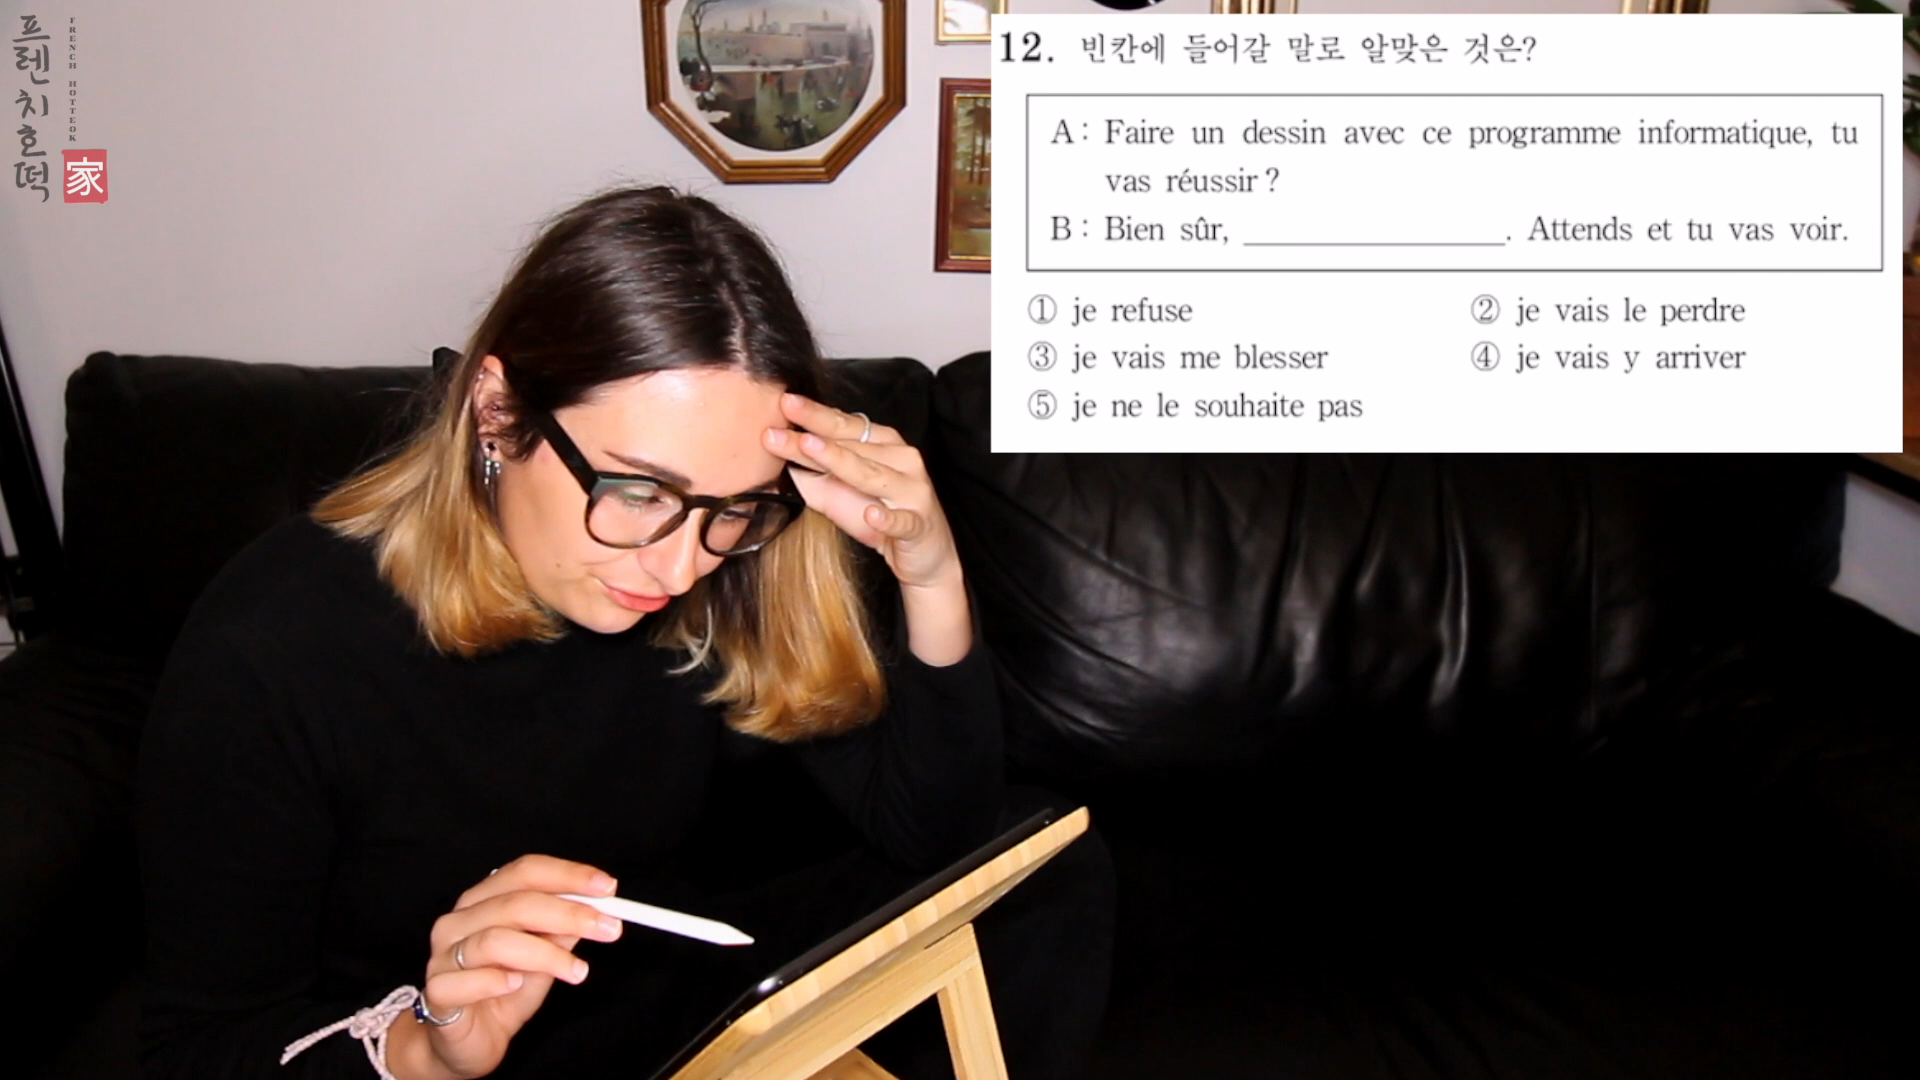 프렌치호떡
FRENCH HOTTEOK
家
12. 빈칸에 들어갈 말로 알맞은 것은?
A : Faire un dessin avec ce programme informatique, tu
vas réussir ?
B : Bien sûr, ____________. Attends et tu vas voir.
① je refuse
② je vais le perdre
③ je vais me blesser
④ je vais y arriver
⑤ je ne le souhaite pas